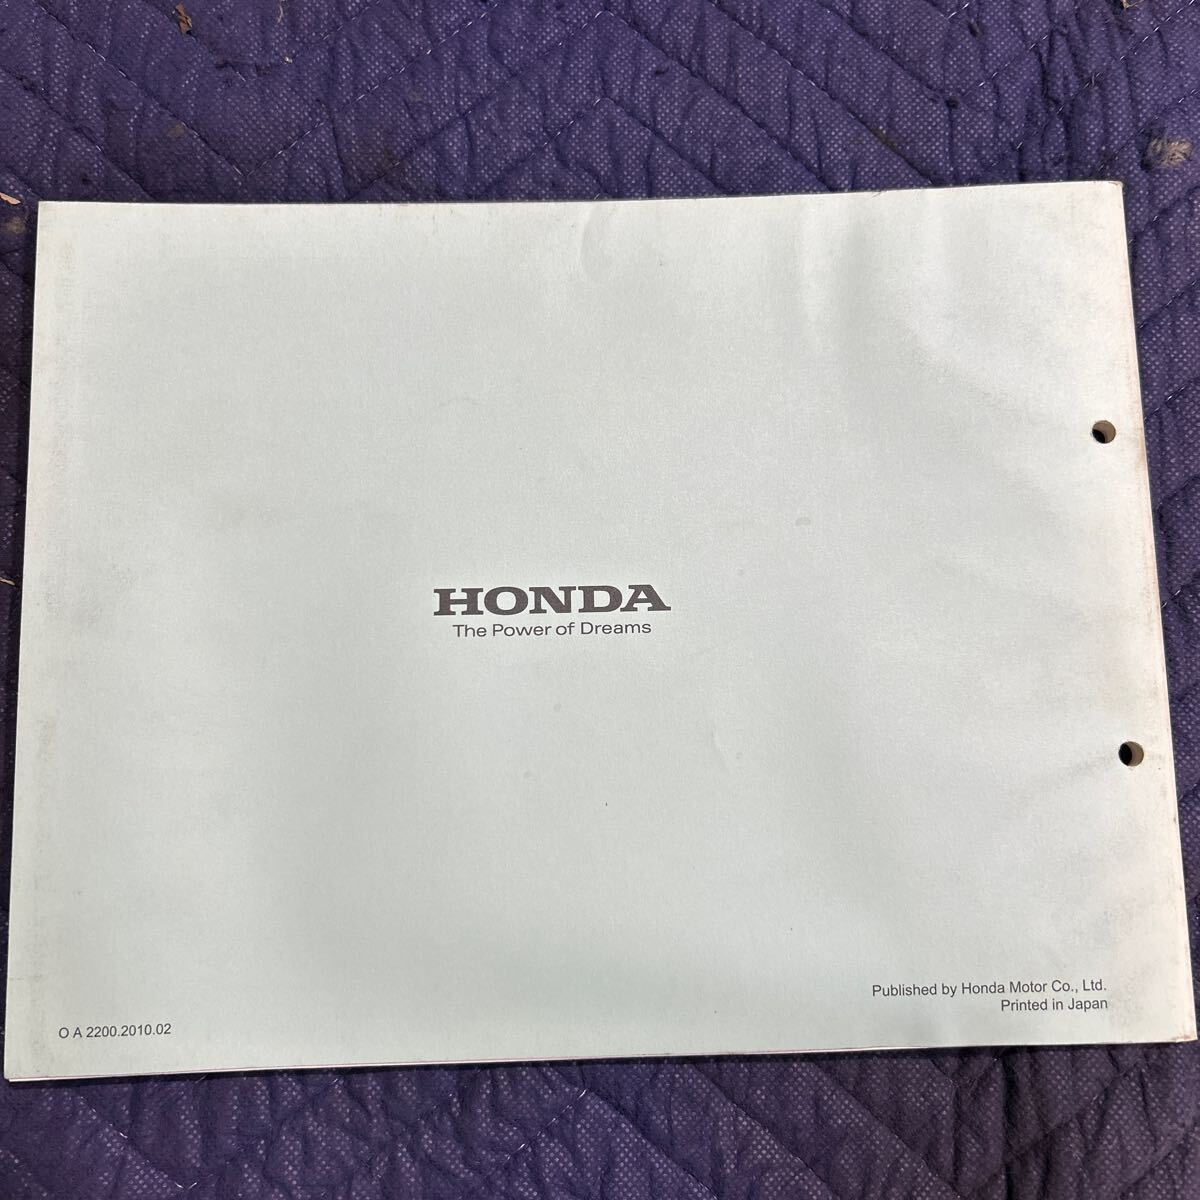 HONDA
The Power of Dreams
Published by Honda Motor Co., Ltd.
Printed in Japan
O A 2200.2010.02